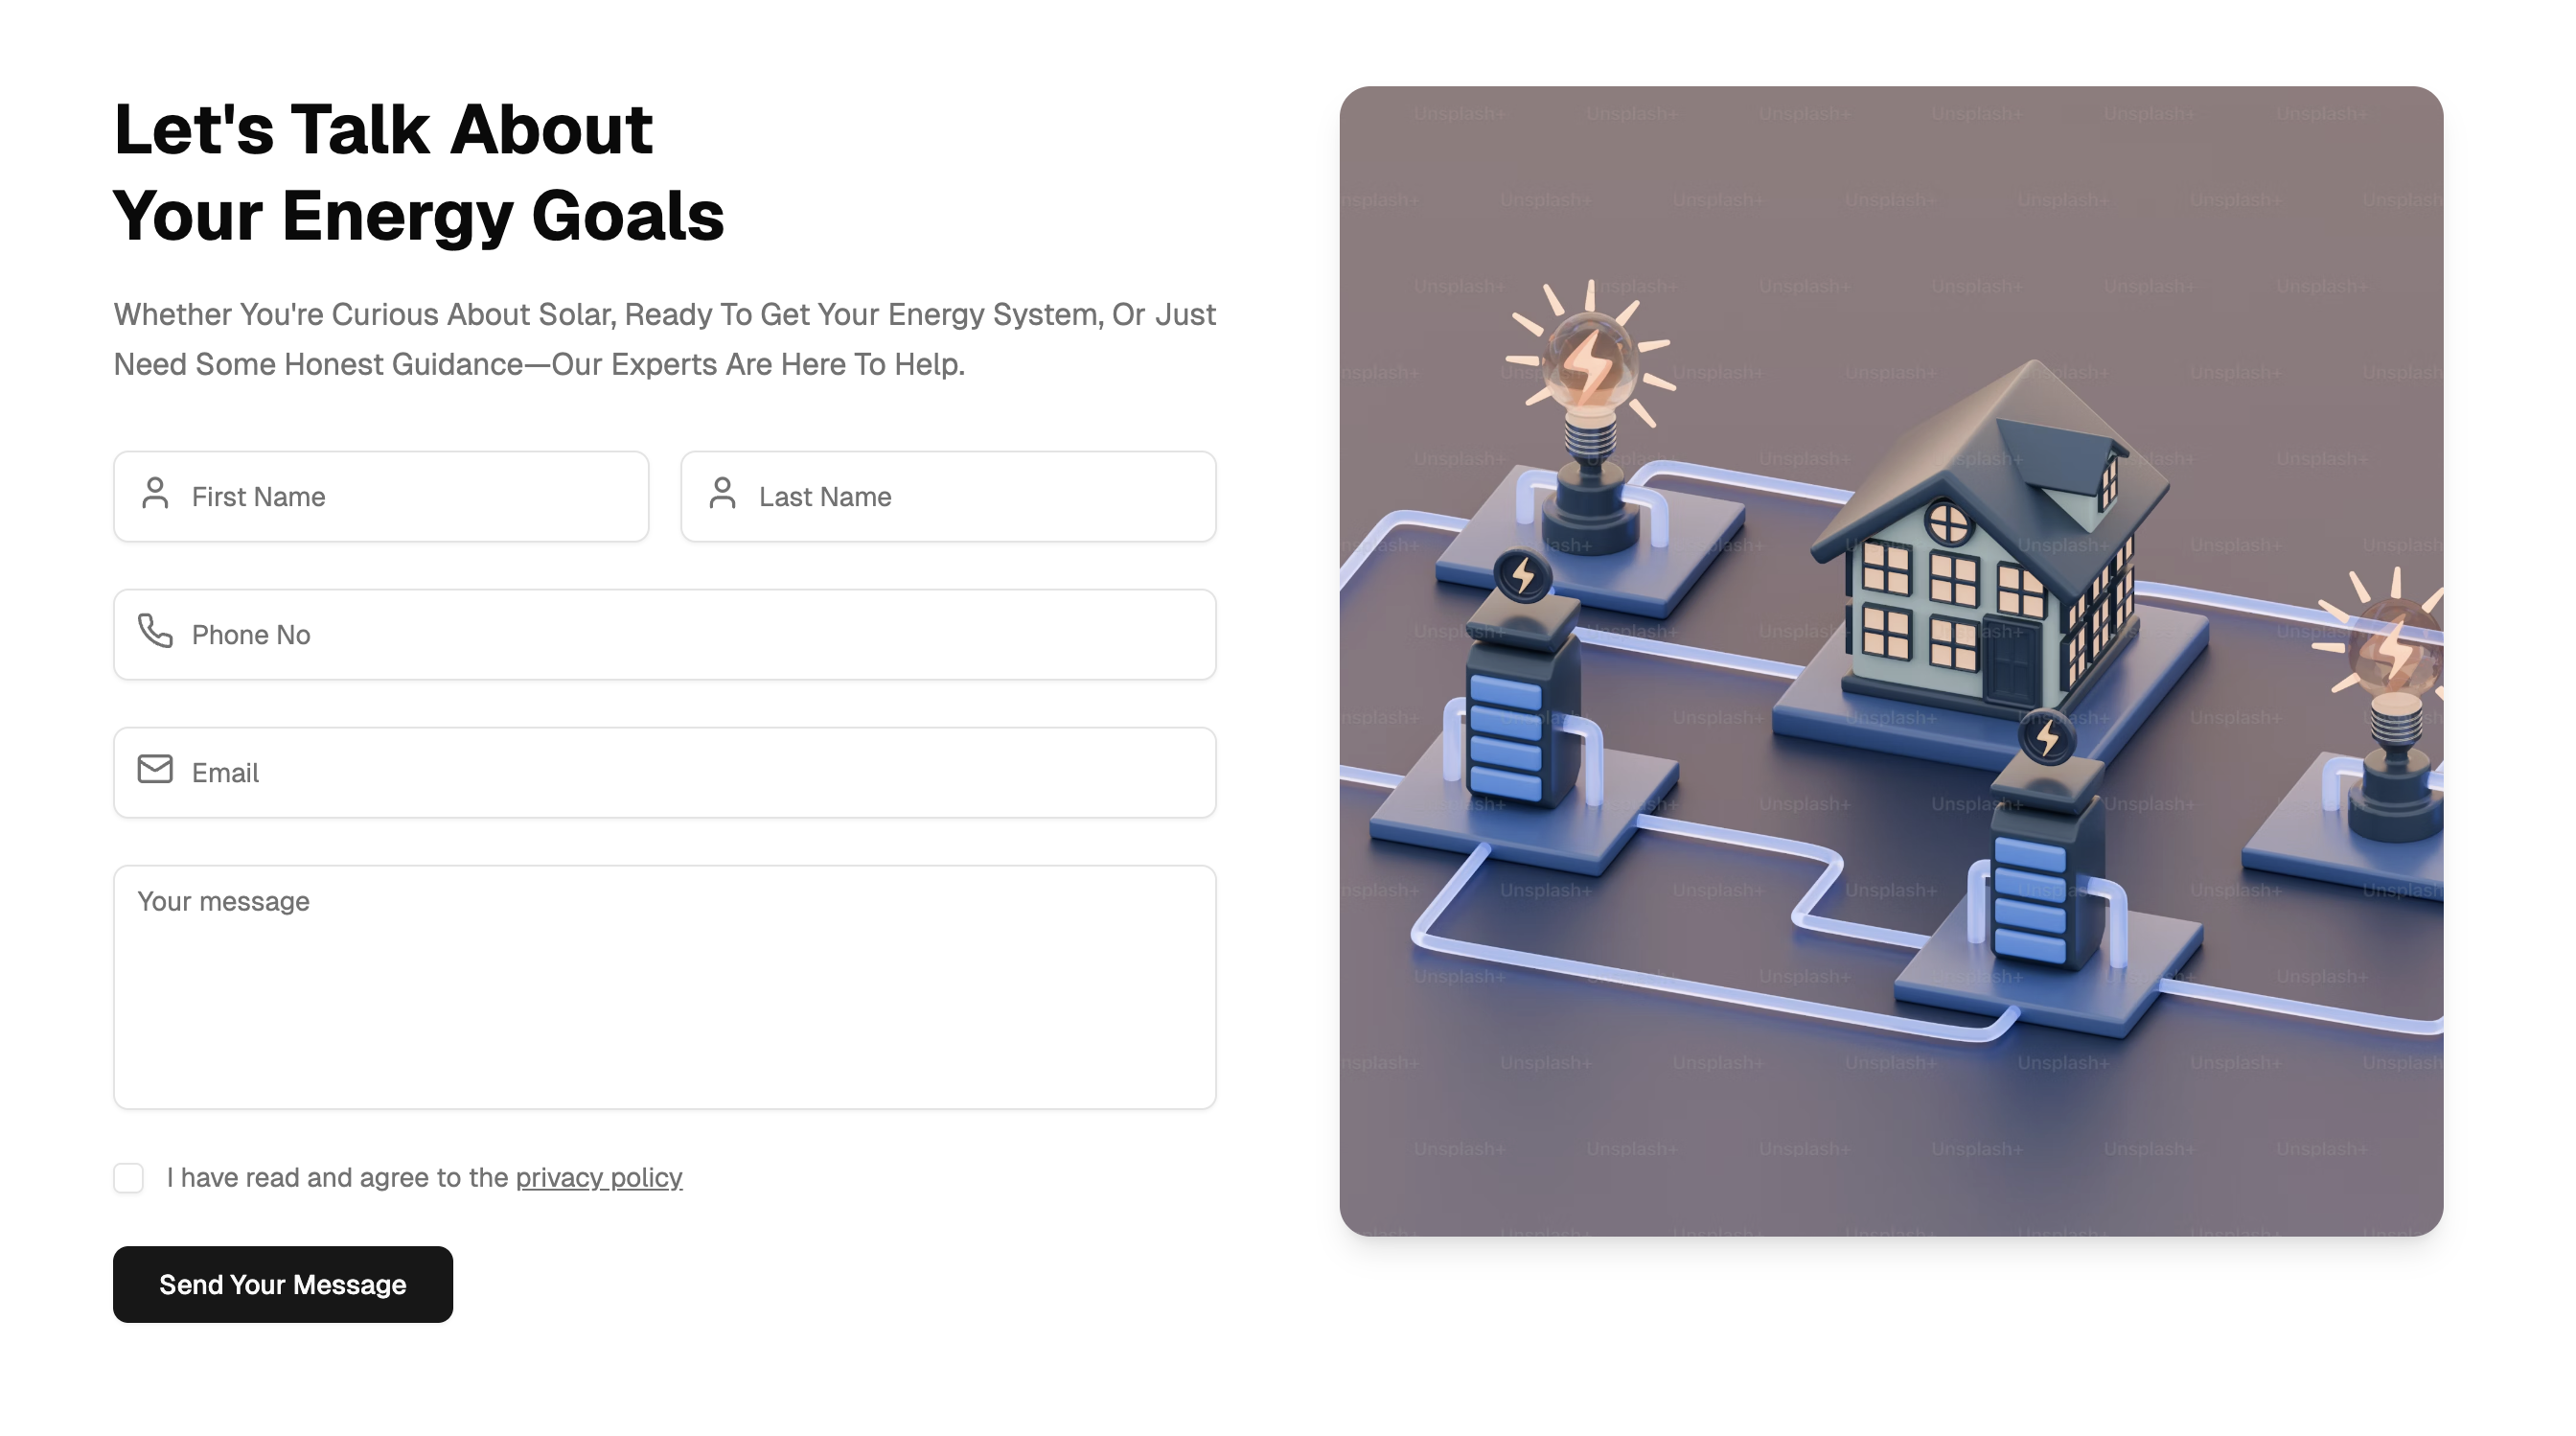 Let's Talk About
Your Energy Goals
Whether You're Curious About Solar, Ready To Get Your Energy System, Or Just
Need Some Honest Guidance—Our Experts Are Here To Help.
First Name
Last Name
Phone No
Email
Your message
I have read and agree to the privacy policy
Send Your Message
Unsplash+